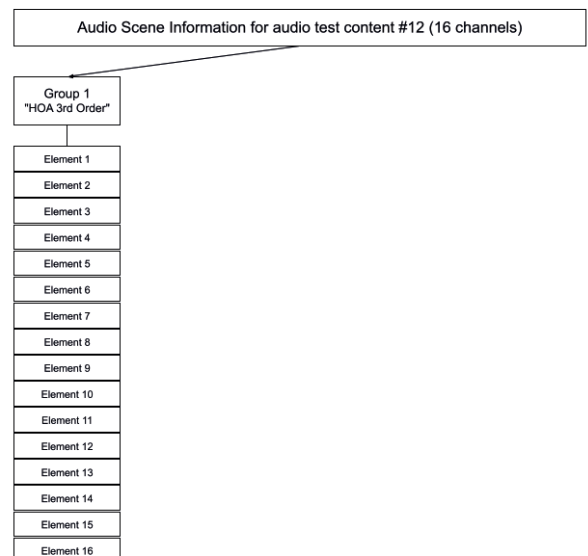 Audio Scene Information for audio test content #12 (16 channels)
Group 1
"HOA 3rd Order"
Element 1
Element 2
Element 3
Element 4
Element 5
Element 6
Element 7
Element 8
Element 9
Element 10
Element 11
Element 12
Element 13
Element 14
Element 15
Element 16